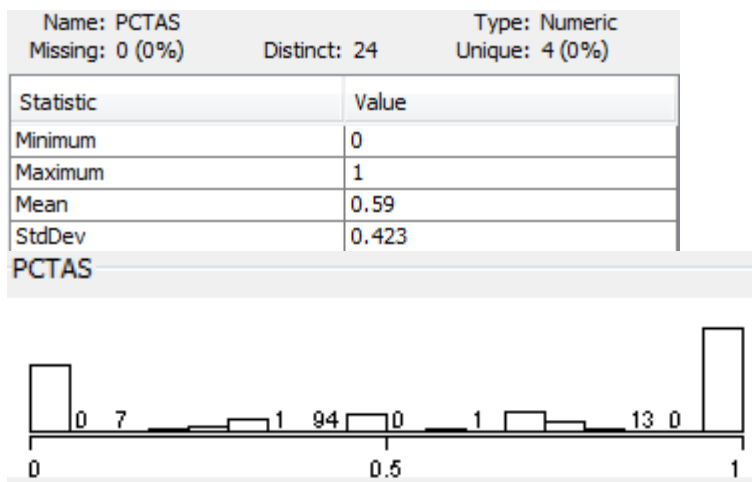 Name: PCTAS Type: Numeric
Missing: 0 (0%) Distinct: 24 Unique: 4 (0%)
Statistic Value
Minimum 0
Maximum 1
Mean 0.59
StdDev 0.423
PCTAS
0 7 1 94 0 1 13 0
0 0.5 1